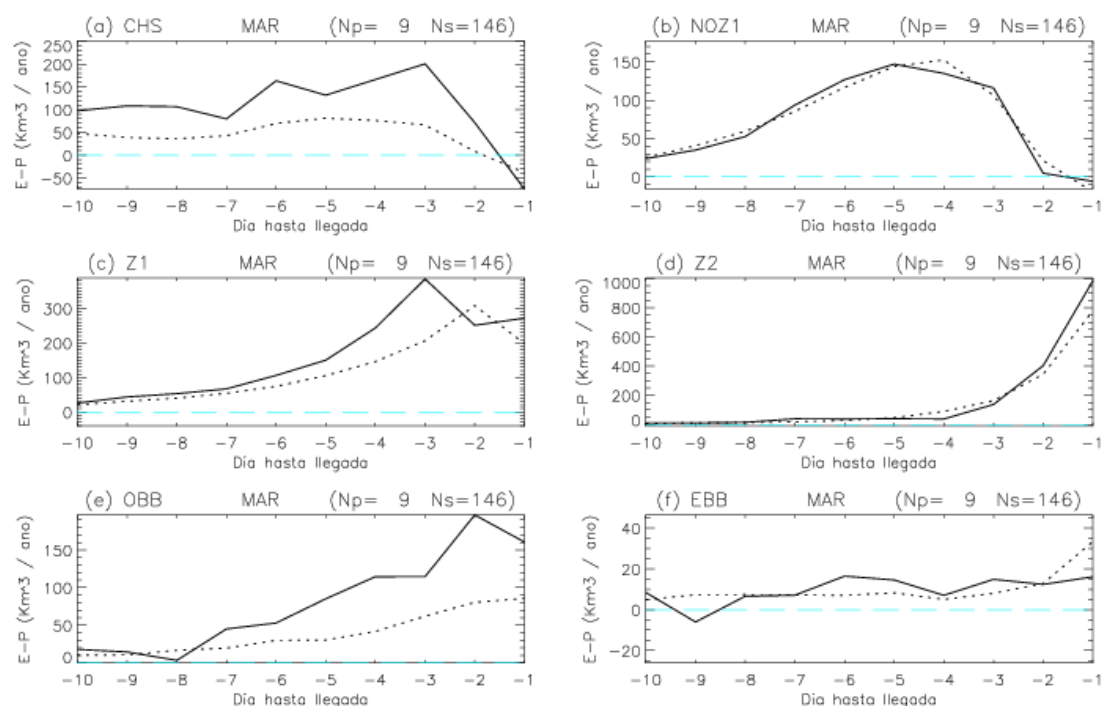 (a) CHS MAR (Np= 9 Ns=146)
E-P (Km^3 / ano)
250
200
150
100
50
0
-50
-10 -9 -8 -7 -6 -5 -4 -3 -2 -1
Dia hasta llegada
(b) NOZ1 MAR (Np= 9 Ns=146)
E-P (Km^3 / ano)
150
100
50
0
-10 -9 -8 -7 -6 -5 -4 -3 -2 -1
Dia hasta llegada
(c) Z1 MAR (Np= 9 Ns=146)
E-P (Km^3 / ano)
300
200
100
0
-10 -9 -8 -7 -6 -5 -4 -3 -2 -1
Dia hasta llegada
(d) Z2 MAR (Np= 9 Ns=146)
E-P (Km^3 / ano)
1000
800
600
400
200
0
-10 -9 -8 -7 -6 -5 -4 -3 -2 -1
Dia hasta llegada
(e) OBB MAR (Np= 9 Ns=146)
E-P (Km^3 / ano)
150
100
50
0
-10 -9 -8 -7 -6 -5 -4 -3 -2 -1
Dia hasta llegada
(f) EBB MAR (Np= 9 Ns=146)
E-P (Km^3 / ano)
40
20
0
-20
-10 -9 -8 -7 -6 -5 -4 -3 -2 -1
Dia hasta llegada